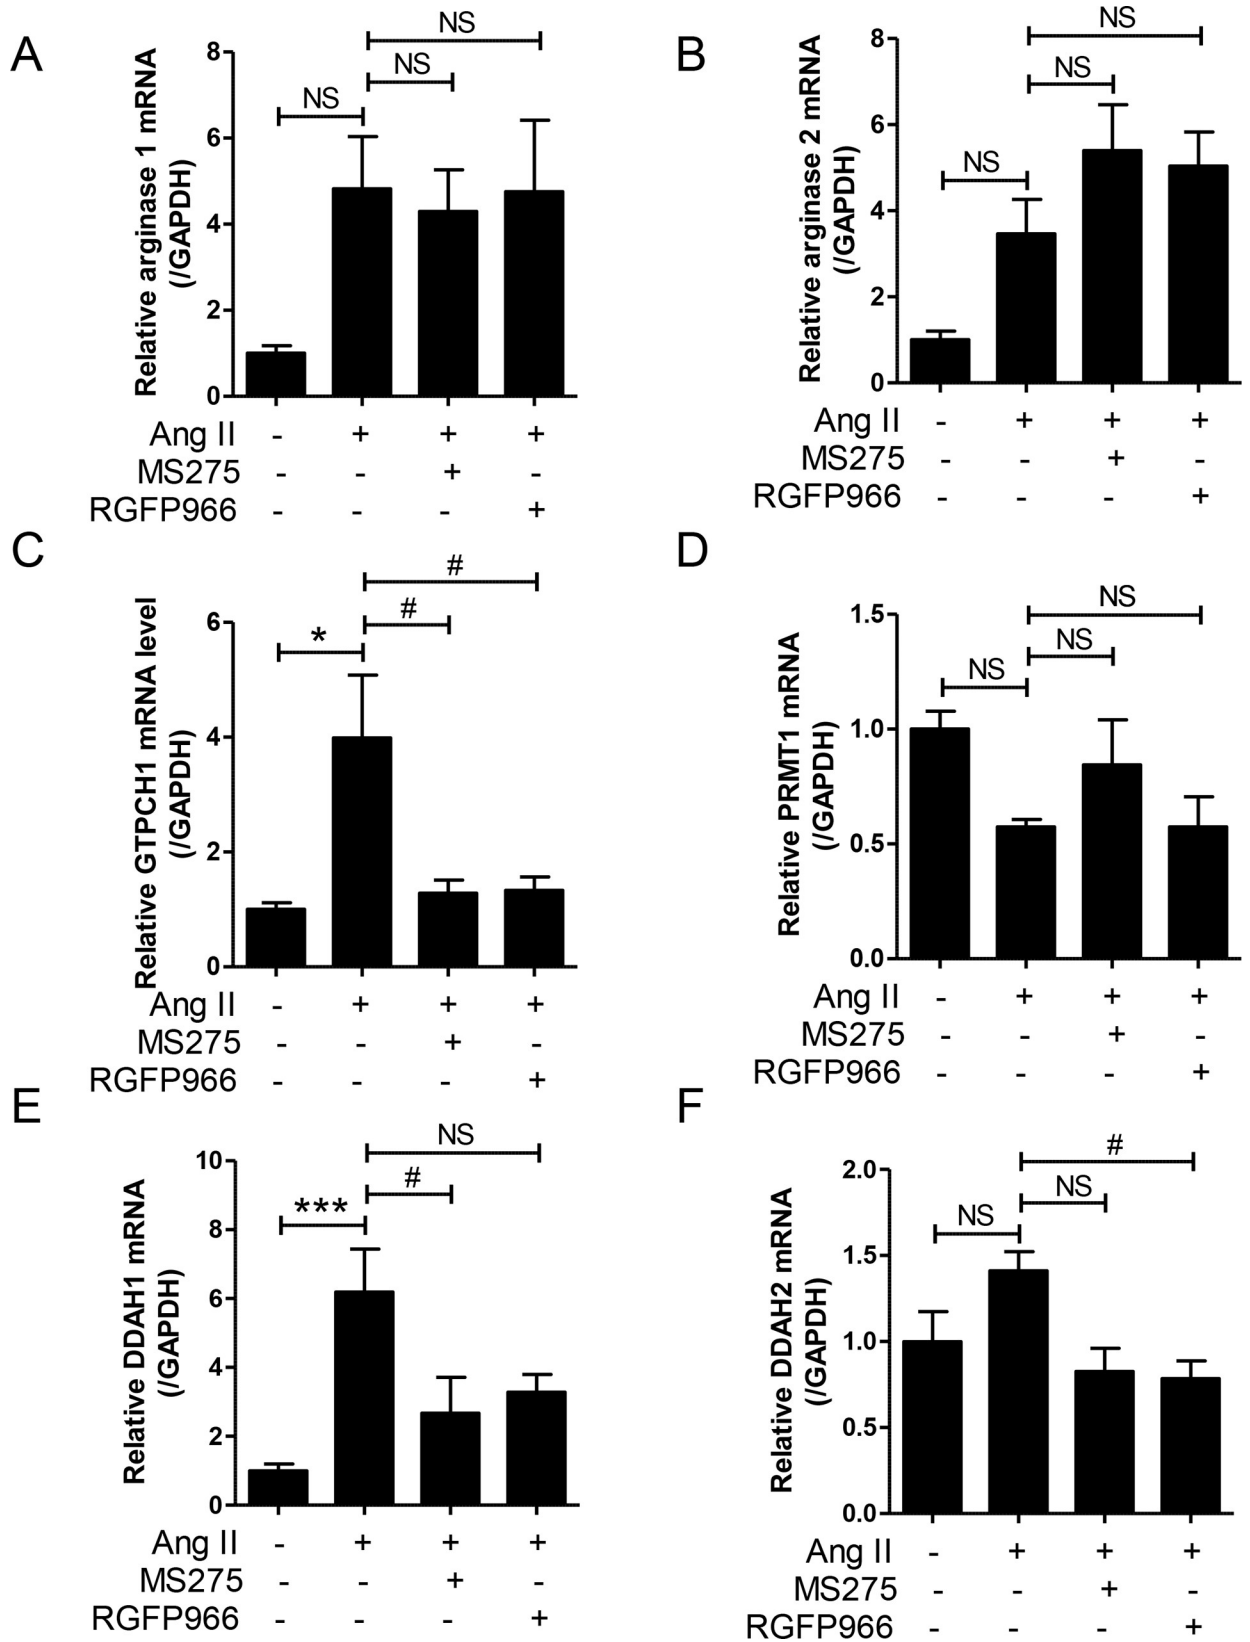 A
Relative arginase 1 mRNA
(/GAPDH)
8
6
4
2
0
NS
NS
NS
Ang II - + + +
MS275 - - + -
RGFP966 - - - +
B
Relative arginase 2 mRNA
(/GAPDH)
8
6
4
2
0
NS
NS
NS
Ang II - + + +
MS275 - - + -
RGFP966 - - - +
C
Relative GTPCH1 mRNA level
(/GAPDH)
6
4
2
0
#
#
*
Ang II - + + +
MS275 - - + -
RGFP966 - - - +
D
Relative PRMT1 mRNA
(/GAPDH)
1.5
1.0
0.5
0.0
NS
NS
NS
Ang II - + + +
MS275 - - + -
RGFP966 - - - +
E
Relative DDAH1 mRNA
(/GAPDH)
10
8
6
4
2
0
NS
#
***
Ang II - + + +
MS275 - - + -
RGFP966 - - - +
F
Relative DDAH2 mRNA
(/GAPDH)
2.0
1.5
1.0
0.5
0.0
#
NS
NS
Ang II - + + +
MS275 - - + -
RGFP966 - - - +